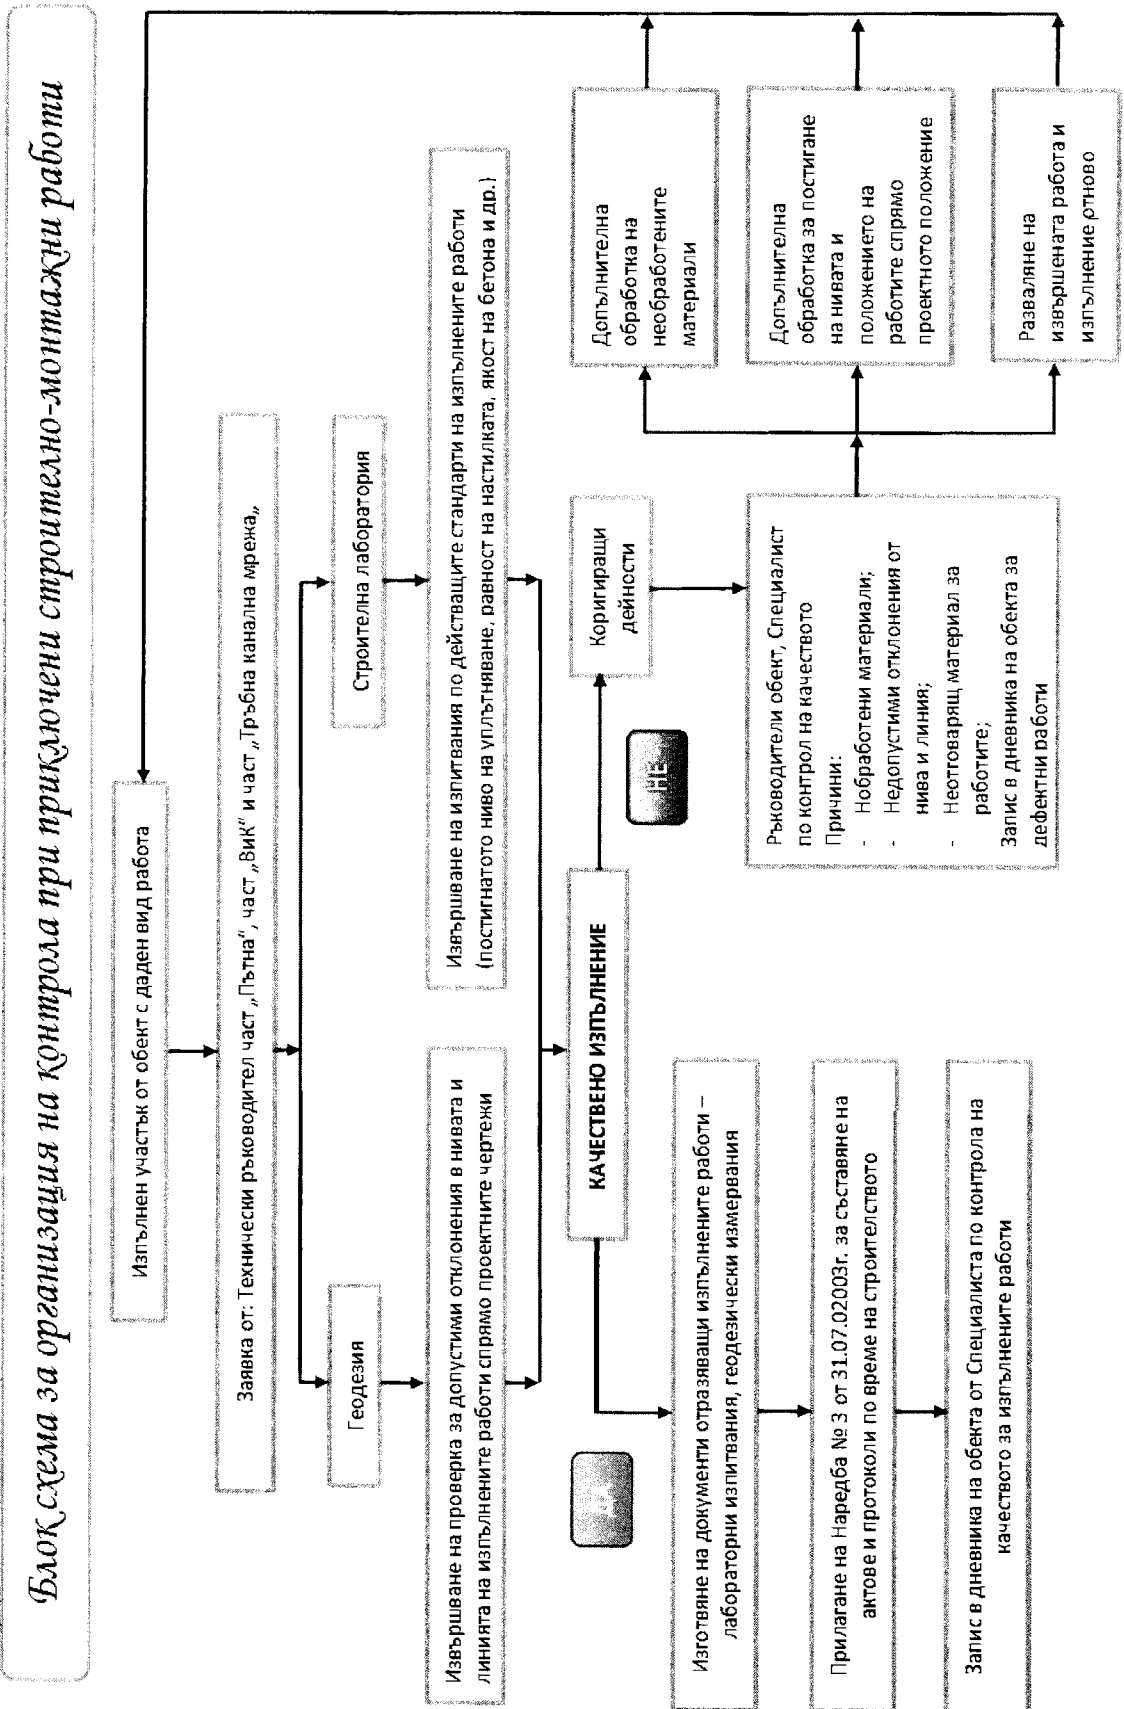 Блок схема за организация на контрола при приключени строително-монтажни работи
Изпълнен участък от обект с даден вид работа
Заявка от: Технически ръководител част „Пътна“, част „ВиК“ и част „Тръбна канална мрежа„
Геодезия
Строителна лаборатория
Извършване на проверка за допустими отклонения в нивата и
линията на изпълнените работи спрямо проектните чертежи
Извършване на изпитвания по действащите стандарти на изпълнените работи
(постигнатото ниво на уплътняване, равност на настилката, якост на бетона и др.)
КАЧЕСТВЕНО ИЗПЪЛНЕНИЕ
НЕ
Изготвяне на документи отразяващи изпълнените работи –
лабораторни изпитвания, геодезически измервания
Прилагане на Наредба № 3 от 31.07.02003г. за съставяне на
актове и протоколи по време на строителството
Запис в дневника на обекта от Специалиста по контрола на
качеството за изпълнените работи
Коригиращи
дейности
Ръководители обект, Специалист
по контрол на качеството
Причини:
- Нобработени материали;
- Недопустими отклонения от
нива и линия;
- Неотговарящ материал за
работите;
Запис в дневника на обекта за
дефектни работи
Допълнителна
обработка на
необработените
материали
Допълнителна
обработка за постигане
на нивата и
положението на
работите спрямо
проектното положение
Разваляне на
извършената работа и
изпълнение отново